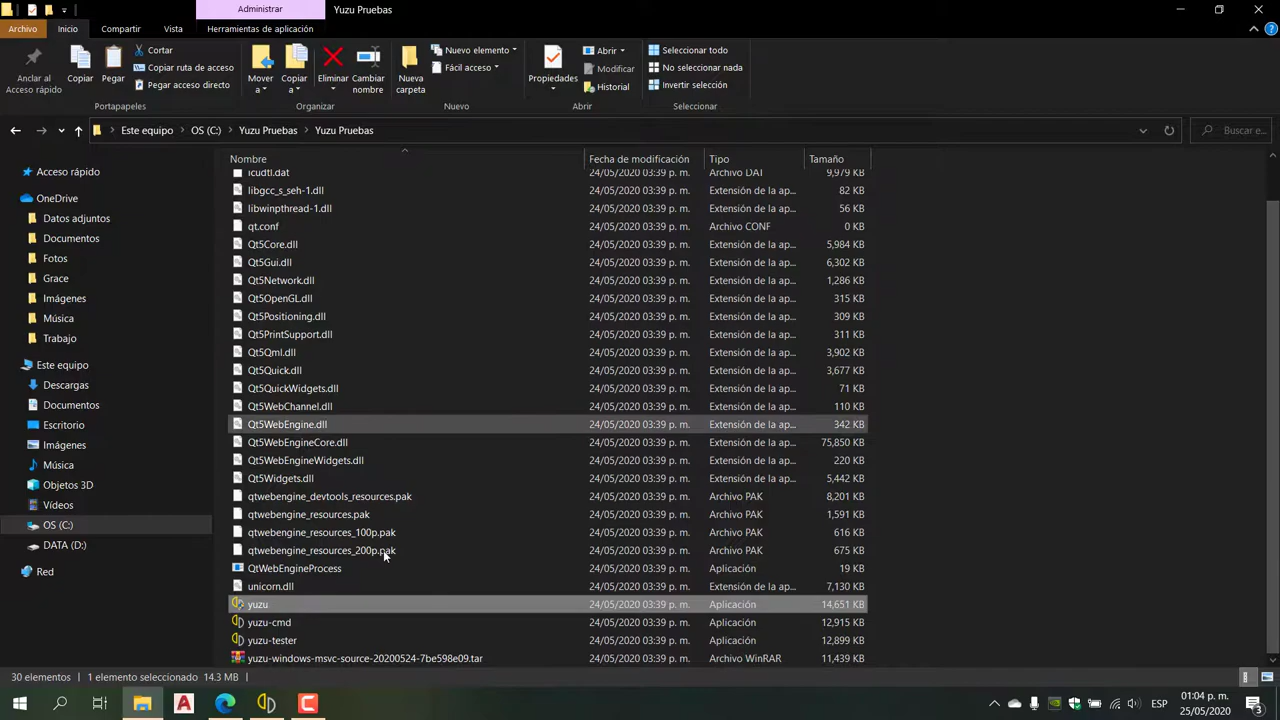 Administrar
Yuzu Pruebas
Archivo
Inicio
Compartir
Vista
Herramientas de aplicación
Anclar al
Acceso rápido
Copiar
Pegar
Cortar
Copiar ruta de acceso
Pegar acceso directo
Portapapeles
Mover
a
Copiar
a
Eliminar
Cambiar
nombre
Organizar
Nueva
carpeta
Nuevo elemento
Fácil acceso
Nuevo
Propiedades
Abrir
Modificar
Historial
Abrir
Seleccionar todo
No seleccionar nada
Invertir selección
Seleccionar
Este equipo
OS (C:)
Yuzu Pruebas
Yuzu Pruebas
Buscar e...
Acceso rápido
OneDrive
Datos adjuntos
Documentos
Fotos
Grace
Imágenes
Música
Trabajo
Este equipo
Descargas
Documentos
Escritorio
Imágenes
Música
Objetos 3D
Vídeos
OS (C:)
DATA (D:)
Red
Nombre Fecha de modificación Tipo Tamaño
icudtl.dat 24/05/2020 03:39 p. m. Archivo DAT 9,979 KB
libgcc_s_seh-1.dll 24/05/2020 03:39 p. m. Extensión de la ap... 82 KB
libwinpthread-1.dll 24/05/2020 03:39 p. m. Extensión de la ap... 56 KB
qt.conf 24/05/2020 03:39 p. m. Archivo CONF 0 KB
Qt5Core.dll 24/05/2020 03:39 p. m. Extensión de la ap... 5,984 KB
Qt5Gui.dll 24/05/2020 03:39 p. m. Extensión de la ap... 6,302 KB
Qt5Network.dll 24/05/2020 03:39 p. m. Extensión de la ap... 1,286 KB
Qt5OpenGL.dll 24/05/2020 03:39 p. m. Extensión de la ap... 315 KB
Qt5Positioning.dll 24/05/2020 03:39 p. m. Extensión de la ap... 309 KB
Qt5PrintSupport.dll 24/05/2020 03:39 p. m. Extensión de la ap... 311 KB
Qt5Qml.dll 24/05/2020 03:39 p. m. Extensión de la ap... 3,902 KB
Qt5Quick.dll 24/05/2020 03:39 p. m. Extensión de la ap... 3,677 KB
Qt5QuickWidgets.dll 24/05/2020 03:39 p. m. Extensión de la ap... 71 KB
Qt5WebChannel.dll 24/05/2020 03:39 p. m. Extensión de la ap... 110 KB
Qt5WebEngine.dll 24/05/2020 03:39 p. m. Extensión de la ap... 342 KB
Qt5WebEngineCore.dll 24/05/2020 03:39 p. m. Extensión de la ap... 75,850 KB
Qt5WebEngineWidgets.dll 24/05/2020 03:39 p. m. Extensión de la ap... 220 KB
Qt5Widgets.dll 24/05/2020 03:39 p. m. Extensión de la ap... 5,442 KB
qtwebengine_devtools_resources.pak 24/05/2020 03:39 p. m. Archivo PAK 8,201 KB
qtwebengine_resources.pak 24/05/2020 03:39 p. m. Archivo PAK 1,591 KB
qtwebengine_resources_100p.pak 24/05/2020 03:39 p. m. Archivo PAK 616 KB
qtwebengine_resources_200p.pak 24/05/2020 03:39 p. m. Archivo PAK 675 KB
QtWebEngineProcess 24/05/2020 03:39 p. m. Aplicación 19 KB
unicorn.dll 24/05/2020 03:39 p. m. Extensión de la ap... 7,130 KB
yuzu 24/05/2020 03:39 p. m. Aplicación 14,651 KB
yuzu-cmd 24/05/2020 03:39 p. m. Aplicación 12,915 KB
yuzu-tester 24/05/2020 03:39 p. m. Aplicación 12,899 KB
yuzu-windows-msvc-source-20200524-7be598e09.tar 24/05/2020 03:39 p. m. Archivo WinRAR 11,439 KB
30 elementos
1 elemento seleccionado 14.3 MB
ESP
01:04 p. m.
25/05/2020
3